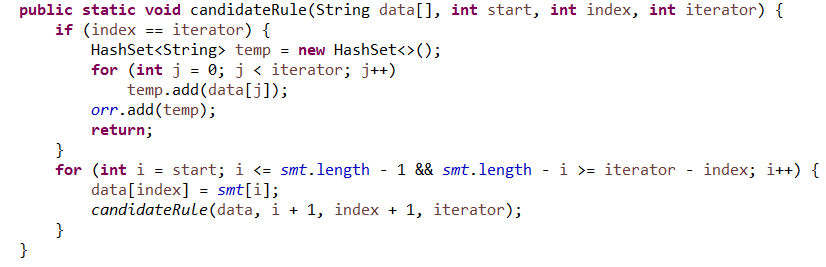 public static void candidateRule(String data[], int start, int index, int iterator) {
    if (index == iterator) {
        HashSet<String> temp = new HashSet<>();
        for (int j = 0; j < iterator; j++)
            temp.add(data[j]);
        orr.add(temp);
        return;
    }
    for (int i = start; i <= smt.length - 1 && smt.length - i >= iterator - index; i++) {
        data[index] = smt[i];
        candidateRule(data, i + 1, index + 1, iterator);
    }
}